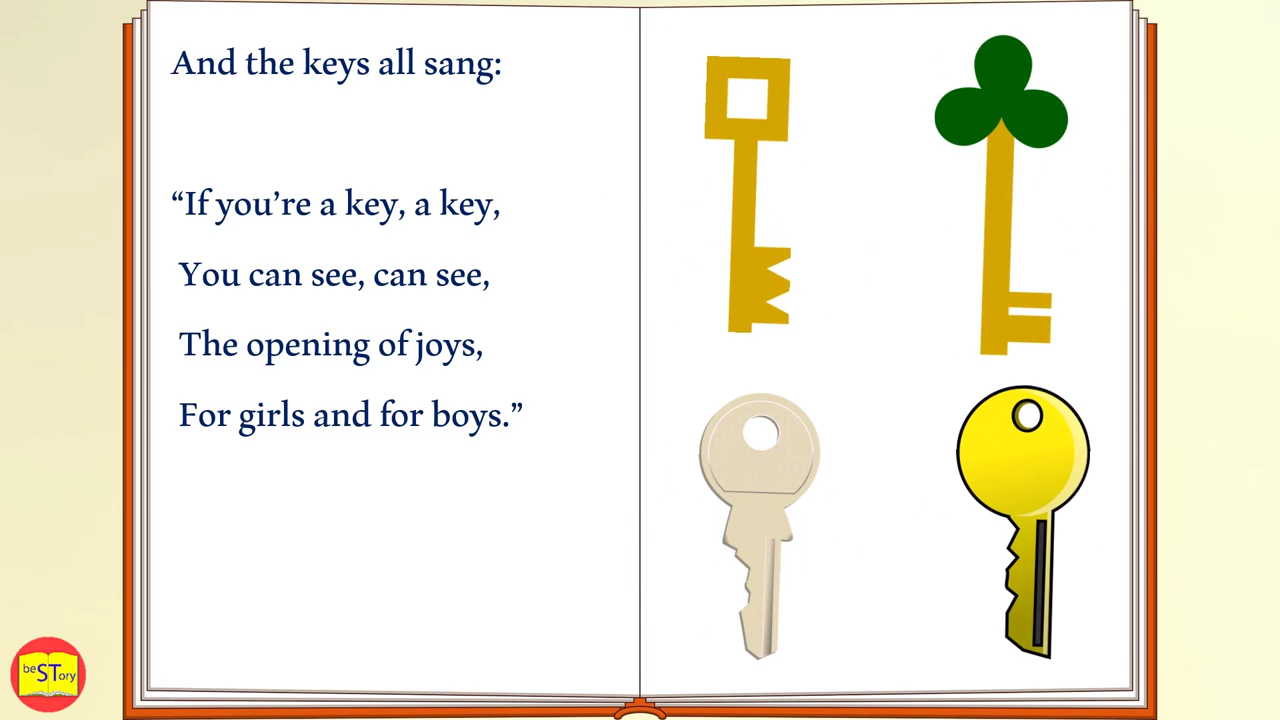 And the keys all sang:
“If you’re a key, a key,
You can see, can see,
The opening of joys,
For girls and for boys.”
beSTory